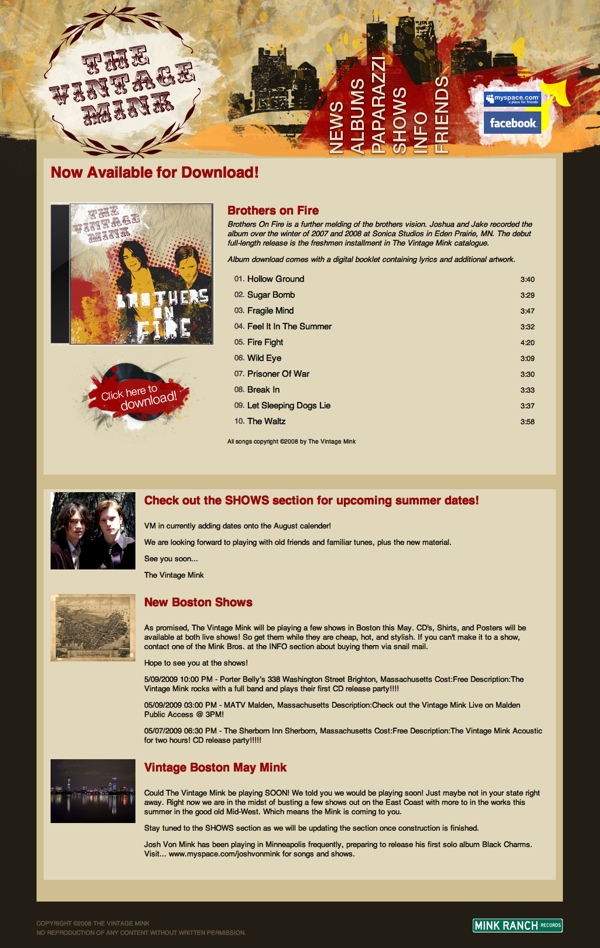 THE
VINTAGE
MINK
NEWS
ALBUMS
PAPARAZZI
SHOWS
INFO
FRIENDS
myspace.com
a place for friends
facebook
Now Available for Download!
THE
VINTAGE
MINK
BROTHERS
ON
FIRE
Click here to
download!
Brothers on Fire
Brothers On Fire is a further melding of the brothers vision. Joshua and Jake recorded the
album over the winter of 2007 and 2008 at Sonica Studios in Eden Prairie, MN. The debut
full-length release is the freshmen installment in The Vintage Mink catalogue.
Album download comes with a digital booklet containing lyrics and additional artwork.
01. Hollow Ground 3:40
02. Sugar Bomb 3:29
03. Fragile Mind 3:47
04. Feel It In The Summer 3:32
05. Fire Fight 4:20
06. Wild Eye 3:09
07. Prisoner Of War 3:30
08. Break In 3:33
09. Let Sleeping Dogs Lie 3:37
10. The Waltz 3:58
All songs copyright ©2008 by The Vintage Mink
Check out the SHOWS section for upcoming summer dates!
VM in currently adding dates onto the August calender!
We are looking forward to playing with old friends and familiar tunes, plus the new material.
See you soon...
The Vintage Mink
New Boston Shows
As promised, The Vintage Mink will be playing a few shows in Boston this May. CD's, Shirts, and Posters will be
available at both live shows! So get them while they are cheap, hot, and stylish. If you can't make it to a show,
contact one of the Mink Bros. at the INFO section about buying them via snail mail.
Hope to see you at the shows!
5/09/2009 10:00 PM - Porter Belly's 338 Washington Street Brighton, Massachusetts Cost:Free Description:The
Vintage Mink rocks with a full band and plays their first CD release party!!!!
05/09/2009 03:00 PM - MATV Malden, Massachusetts Description:Check out the Vintage Mink Live on Malden
Public Access @ 3PM!
05/07/2009 06:30 PM - The Sherborn Inn Sherborn, Massachusetts Cost:Free Description:The Vintage Mink Acoustic
for two hours! CD release party!!!!!
Vintage Boston May Mink
Could The Vintage Mink be playing SOON! We told you we would be playing soon! Just maybe not in your state right
away. Right now we are in the midst of busting a few shows out on the East Coast with more to in the works this
summer in the good old Mid-West. Which means the Mink is coming to you.
Stay tuned to the SHOWS section as we will be updating the section once construction is finished.
Josh Von Mink has been playing in Minneapolis frequently, preparing to release his first solo album Black Charms.
Visit... www.myspace.com/joshvonmink for songs and shows.
COPYRIGHT ©2008 THE VINTAGE MINK
NO REPRODUCTION OF ANY CONTENT WITHOUT WRITTEN PERMISSION.
MINK RANCH RECORDS